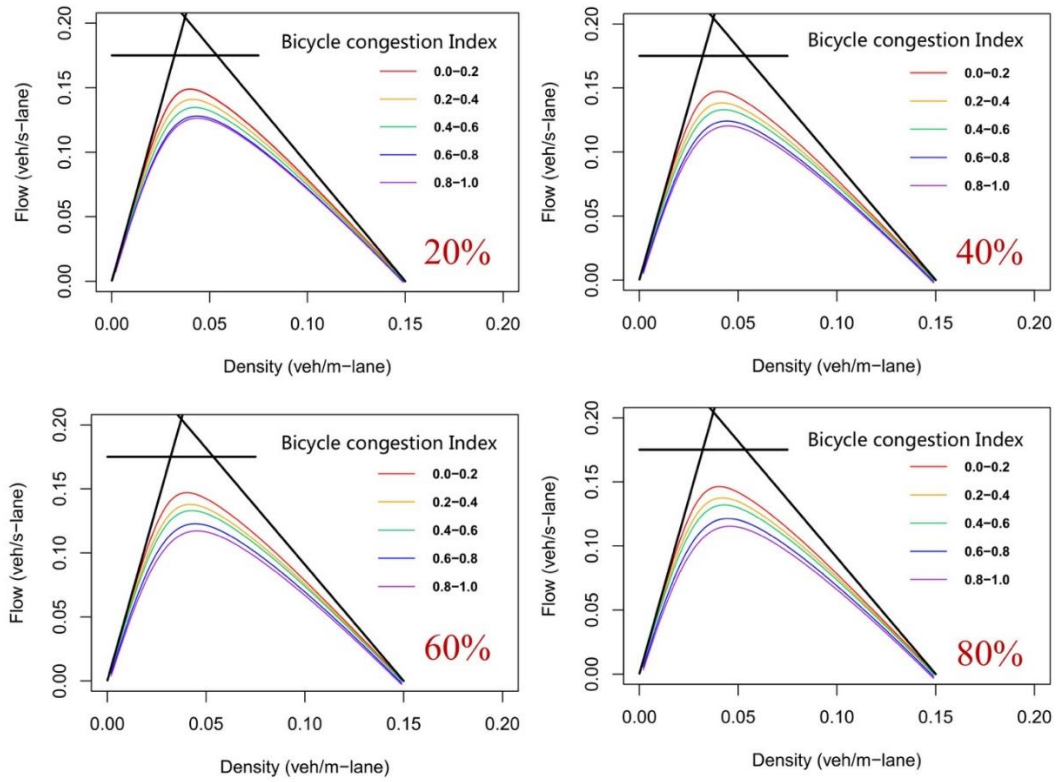 Flow (veh/s−lane)
0.20
0.15
0.10
0.05
0.00
Bicycle congestion Index
0.0−0.2
0.2−0.4
0.4−0.6
0.6−0.8
0.8−1.0
20%
0.00 0.05 0.10 0.15 0.20
Density (veh/m−lane)
Flow (veh/s−lane)
0.20
0.15
0.10
0.05
0.00
Bicycle congestion Index
0.0−0.2
0.2−0.4
0.4−0.6
0.6−0.8
0.8−1.0
40%
0.00 0.05 0.10 0.15 0.20
Density (veh/m−lane)
Flow (veh/s−lane)
0.20
0.15
0.10
0.05
0.00
Bicycle congestion Index
0.0−0.2
0.2−0.4
0.4−0.6
0.6−0.8
0.8−1.0
60%
0.00 0.05 0.10 0.15 0.20
Density (veh/m−lane)
Flow (veh/s−lane)
0.20
0.15
0.10
0.05
0.00
Bicycle congestion Index
0.0−0.2
0.2−0.4
0.4−0.6
0.6−0.8
0.8−1.0
80%
0.00 0.05 0.10 0.15 0.20
Density (veh/m−lane)